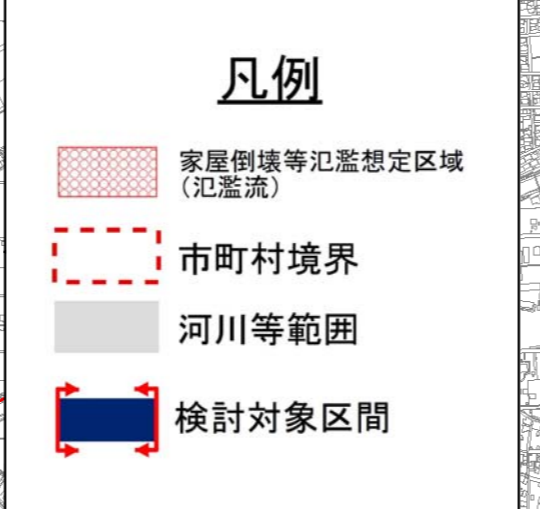 凡例
家屋倒壊等氾濫想定区域
（氾濫流）
市町村境界
河川等範囲
検討対象区間